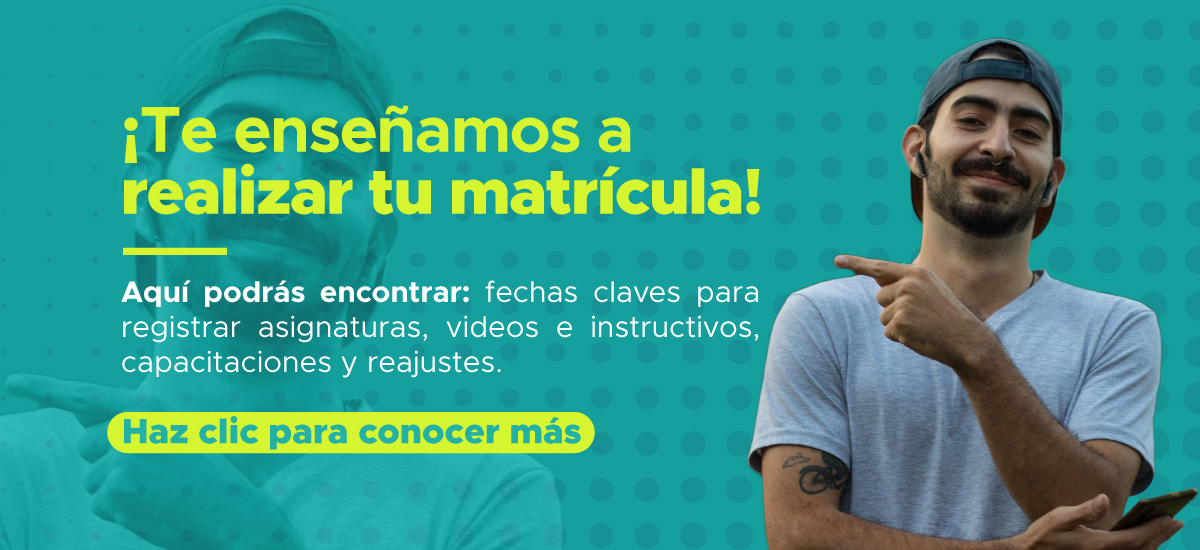 ¡Te enseñamos a
realizar tu matrícula!
Aquí podrás encontrar: fechas claves para
registrar asignaturas, videos e instructivos,
capacitaciones y reajustes.
Haz clic para conocer más